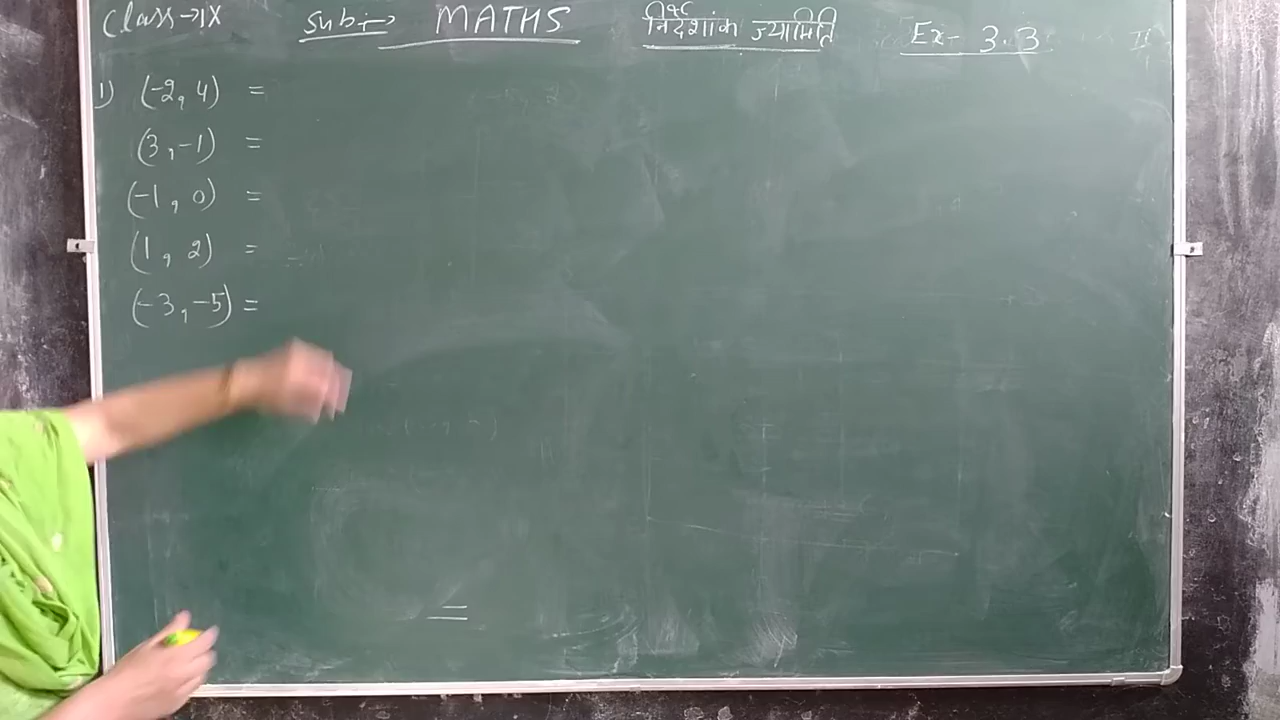 Class→IX Sub:→ MATHS निर्देशांक ज्यामिति Ex- 3.3
1) (-2, 4) =
(3, -1) =
(-1, 0) =
(1, 2) =
(-3, -5) =
=